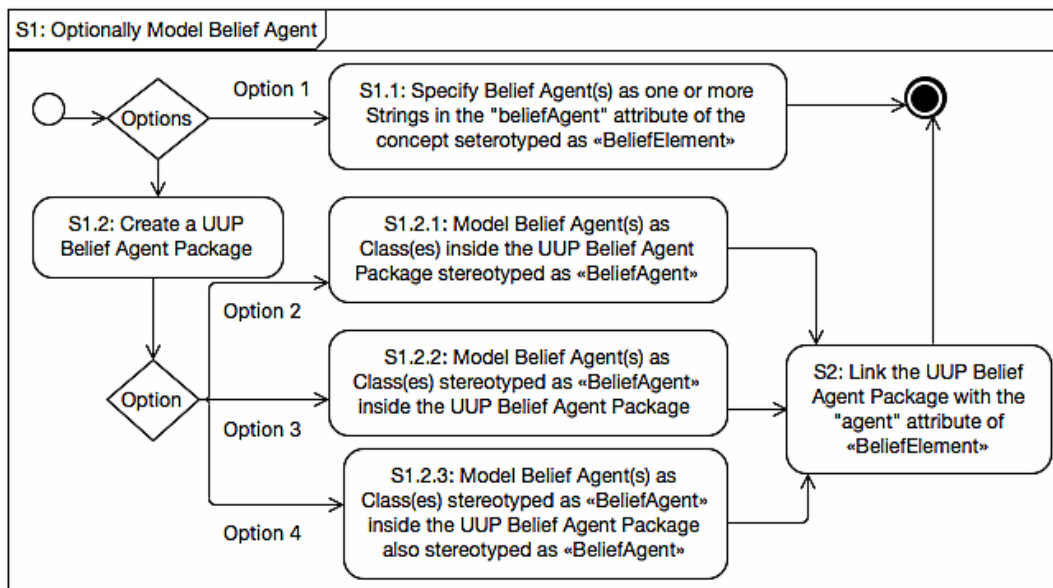 S1: Optionally Model Belief Agent
Option 1
Options
S1.1: Specify Belief Agent(s) as one or more
Strings in the "beliefAgent" attribute of the
concept seterotyped as «BeliefElement»
S1.2: Create a UUP
Belief Agent Package
S1.2.1: Model Belief Agent(s) as
Class(es) inside the UUP Belief Agent
Package stereotyped as «BeliefAgent»
Option 2
Option
S1.2.2: Model Belief Agent(s) as
Class(es) stereotyped as «BeliefAgent»
inside the UUP Belief Agent Package
Option 3
S2: Link the UUP Belief
Agent Package with the
"agent" attribute of
«BeliefElement»
S1.2.3: Model Belief Agent(s) as
Class(es) stereotyped as «BeliefAgent»
inside the UUP Belief Agent Package
also stereotyped as «BeliefAgent»
Option 4